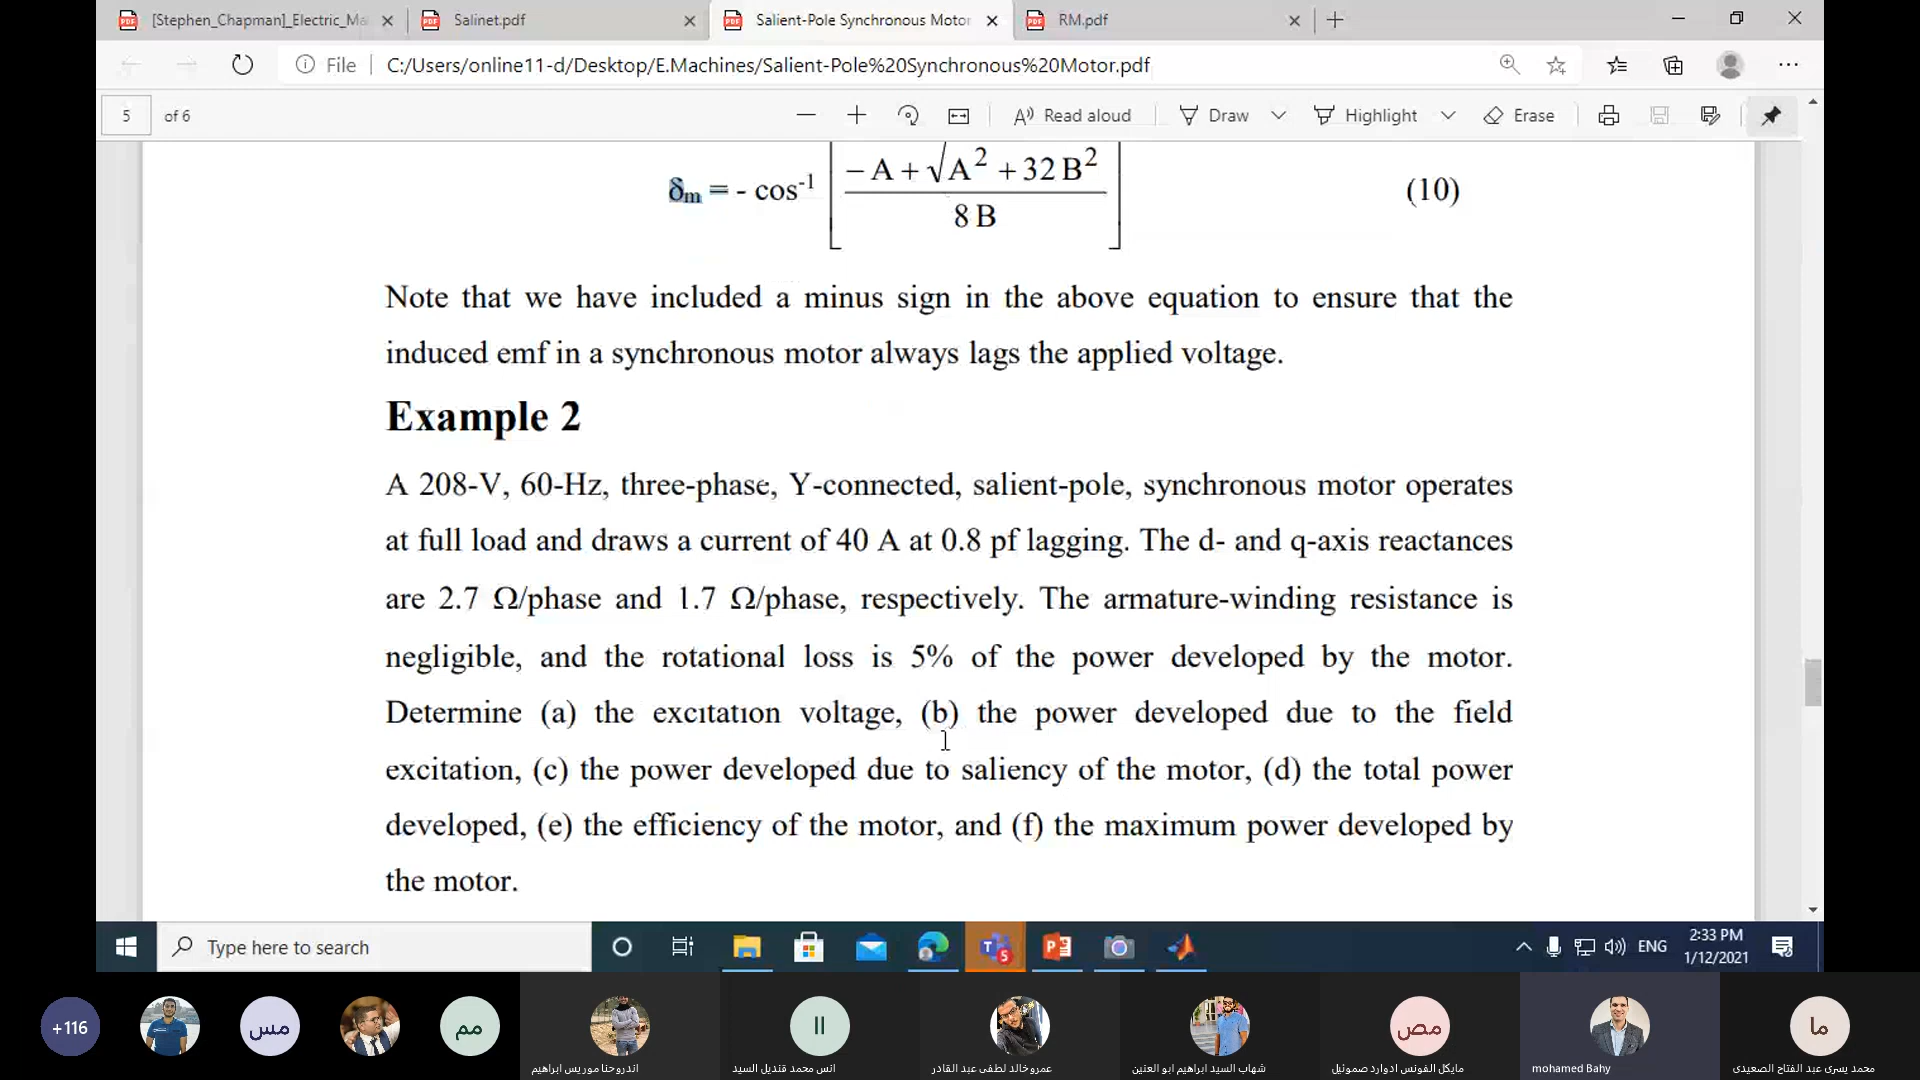 [Stephen_Chapman]_Electric_Ma
Salinet.pdf
Salient-Pole Synchronous Motor
RM.pdf
File
C:/Users/online11-d/Desktop/E.Machines/Salient-Pole%20Synchronous%20Motor.pdf
5 of 6
Read aloud
Draw
Highlight
Erase
δm = - cos-1 [ (− A + √A2 + 32 B2) / 8 B ] (10)
Note that we have included a minus sign in the above equation to ensure that the
induced emf in a synchronous motor always lags the applied voltage.
Example 2
A 208-V, 60-Hz, three-phase, Y-connected, salient-pole, synchronous motor operates
at full load and draws a current of 40 A at 0.8 pf lagging. The d- and q-axis reactances
are 2.7 Ω/phase and 1.7 Ω/phase, respectively. The armature-winding resistance is
negligible, and the rotational loss is 5% of the power developed by the motor.
Determine (a) the excitation voltage, (b) the power developed due to the field
excitation, (c) the power developed due to saliency of the motor, (d) the total power
developed, (e) the efficiency of the motor, and (f) the maximum power developed by
the motor.
Type here to search
ENG
2:33 PM
1/12/2021
+116
مس
مم
اندروحنا موريس ابراهيم
انس محمد قنديل السيد
عمروخالد لطفى عبد القادر
شهاب السيد ابراهيم ابو العنين
مص
مايكل الفونس ادوارد صموئيل
mohamed Bahy
ما
محمد يسرى عبد الفتاح الصعيدى